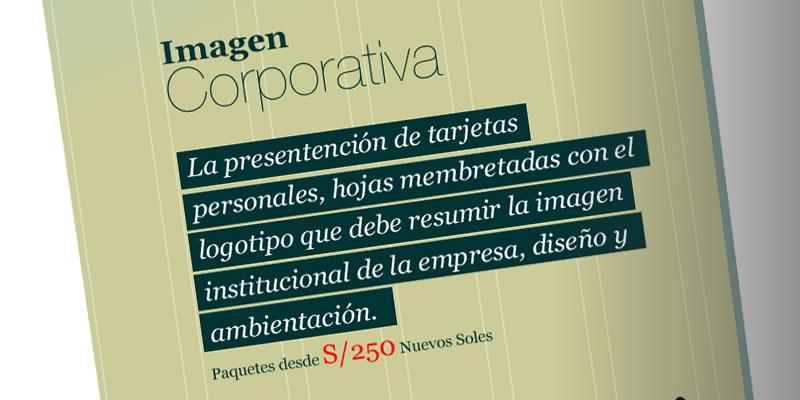 Imagen
Corporativa
La presentención de tarjetas
personales, hojas membretadas con el
logotipo que debe resumir la imagen
institucional de la empresa, diseño y
ambientación.
Paquetes desde S/250 Nuevos Soles